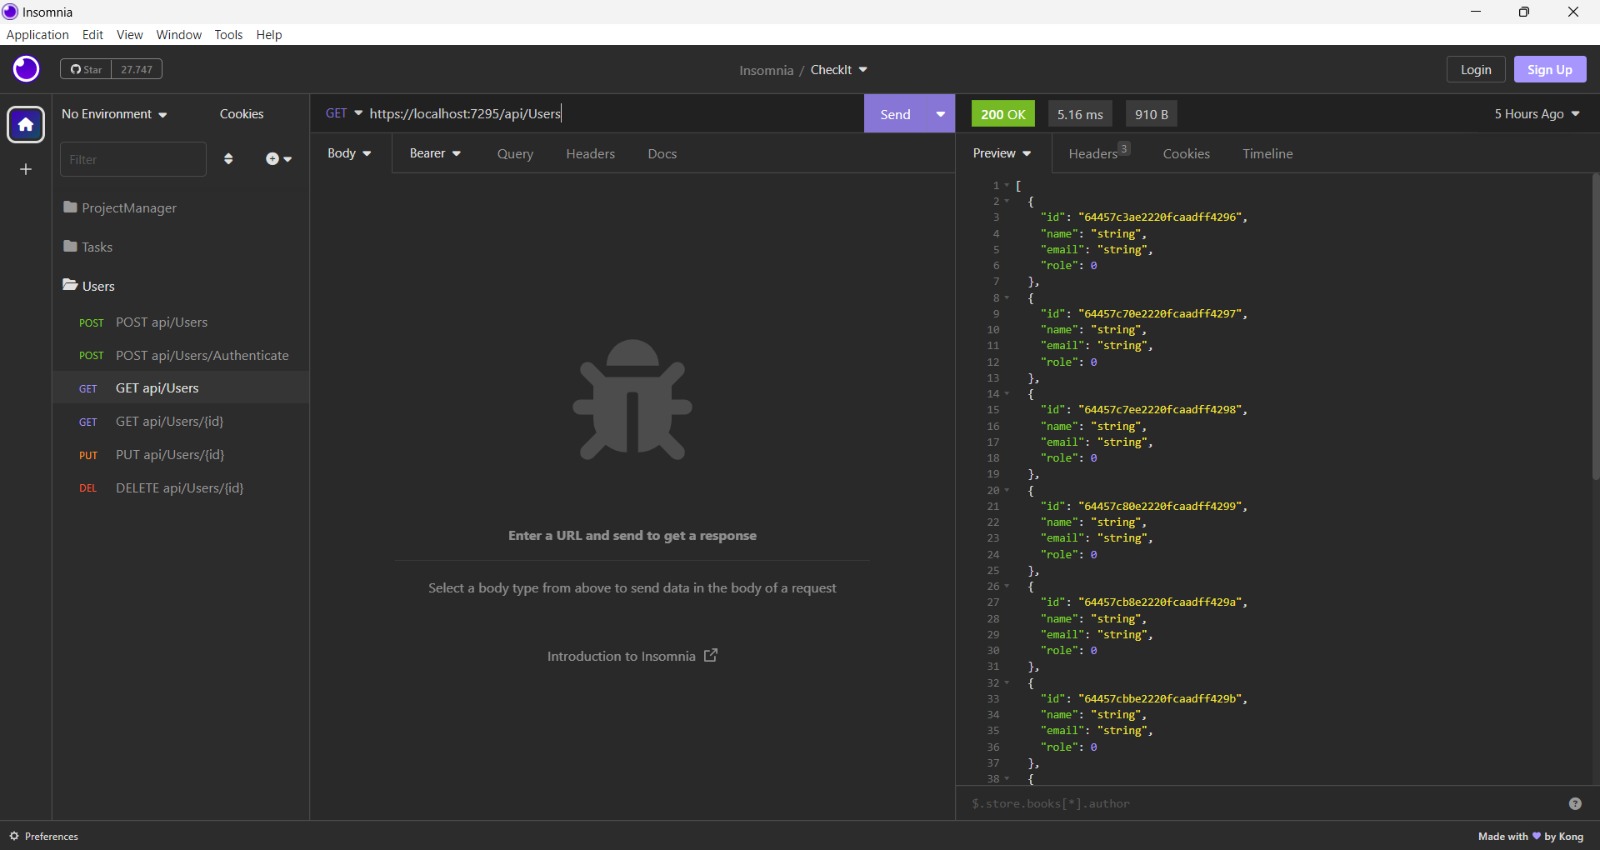 Insomnia
Application Edit View Window Tools Help
Star 27.747
Insomnia / CheckIt
Login Sign Up
No Environment Cookies
Filter
ProjectManager
Tasks
Users
POST POST api/Users
POST POST api/Users/Authenticate
GET GET api/Users
GET GET api/Users/{id}
PUT PUT api/Users/{id}
DEL DELETE api/Users/{id}
GET https://localhost:7295/api/Users
Send
Body Bearer Query Headers Docs
Enter a URL and send to get a response
Select a body type from above to send data in the body of a request
Introduction to Insomnia
200 OK 5.16 ms 910 B 5 Hours Ago
Preview Headers 3 Cookies Timeline
1 [
2 {
3 "id": "64457c3ae2220fcaadff4296",
4 "name": "string",
5 "email": "string",
6 "role": 0
7 },
8 {
9 "id": "64457c70e2220fcaadff4297",
10 "name": "string",
11 "email": "string",
12 "role": 0
13 },
14 {
15 "id": "64457c7ee2220fcaadff4298",
16 "name": "string",
17 "email": "string",
18 "role": 0
19 },
20 {
21 "id": "64457c80e2220fcaadff4299",
22 "name": "string",
23 "email": "string",
24 "role": 0
25 },
26 {
27 "id": "64457cb8e2220fcaadff429a",
28 "name": "string",
29 "email": "string",
30 "role": 0
31 },
32 {
33 "id": "64457cbbe2220fcaadff429b",
34 "name": "string",
35 "email": "string",
36 "role": 0
37 },
38 {
$.store.books[*].author
Preferences
Made with by Kong